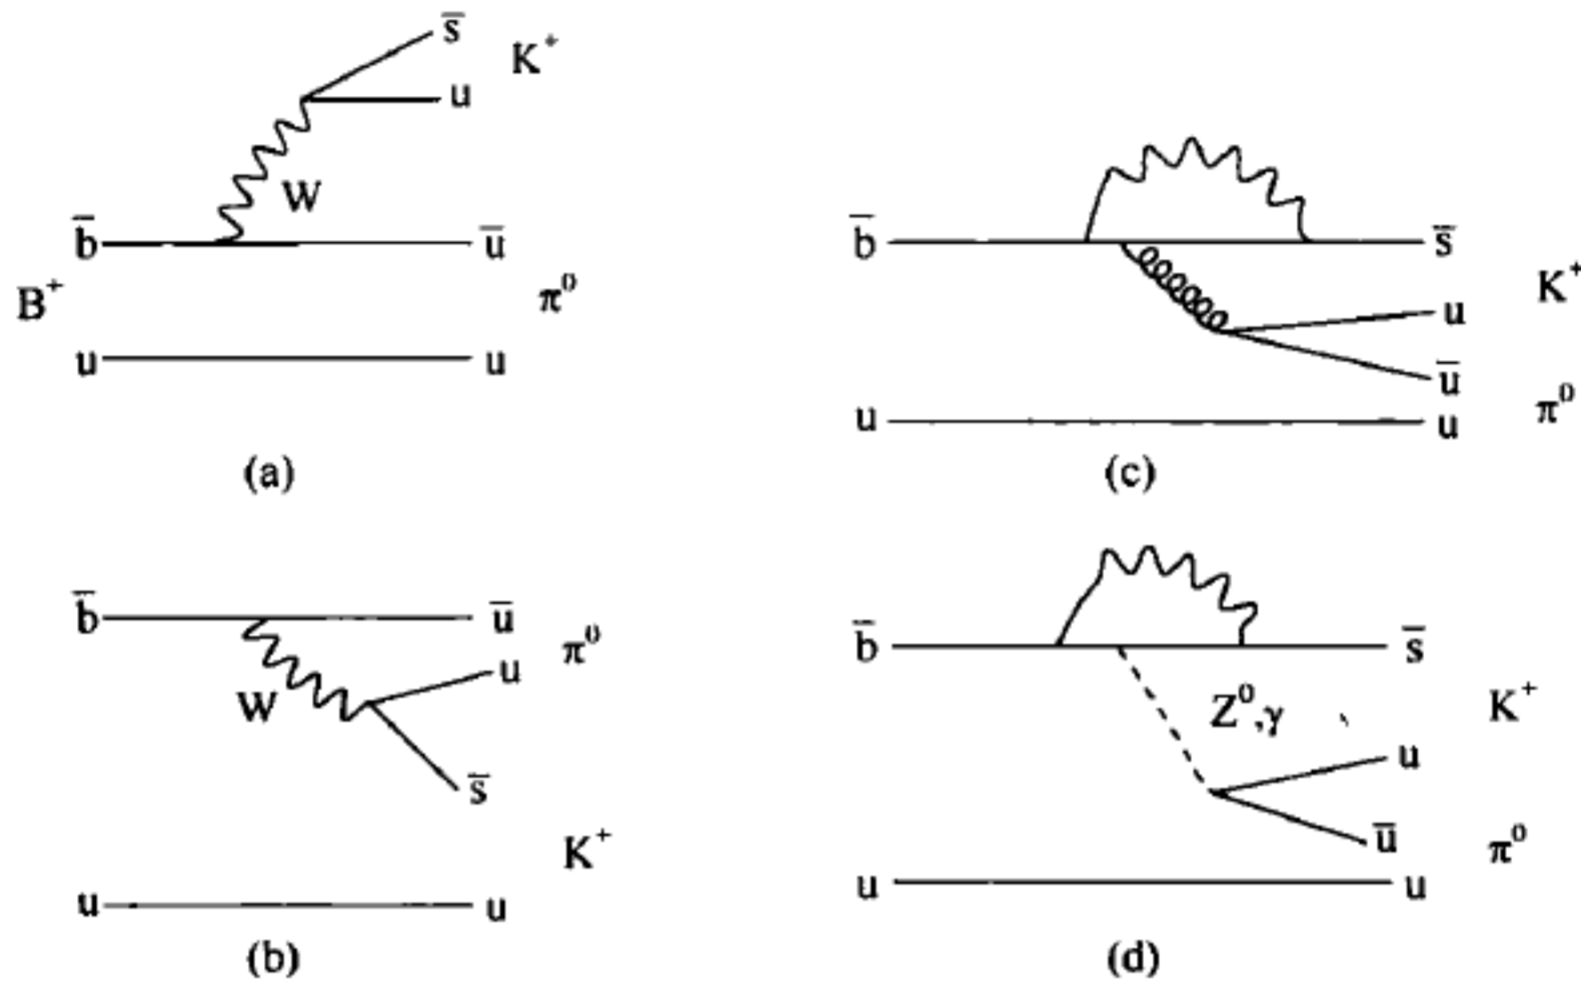 s̅
K⁺
u
W
b̅
u̅
B⁺
π⁰
u
u
(a)
b̅
s̅
K⁺
u
u̅
π⁰
u
u
(c)
b̅
u̅
π⁰
u
W
s̅
K⁺
u
u
(b)
b̅
s̅
Z⁰,γ
K⁺
u
u̅
π⁰
u
u
(d)